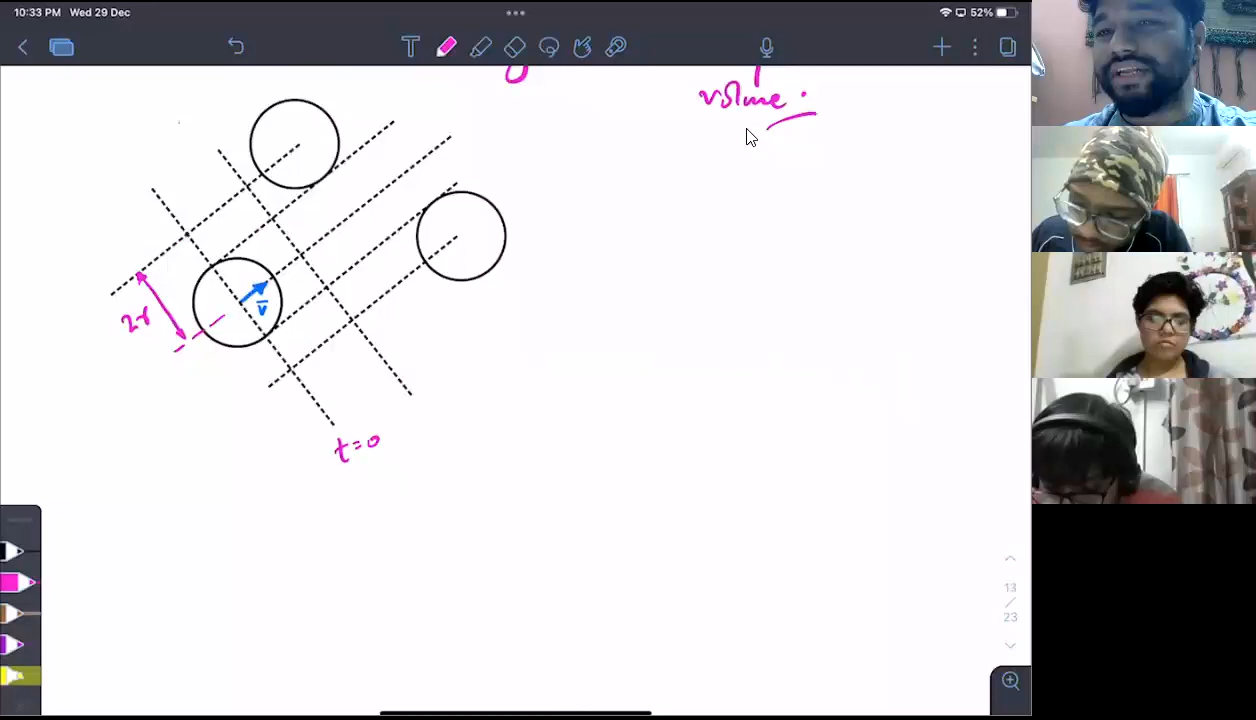 10:33 PM Wed 29 Dec
52%
T
volume.
2r
v̄
t=0
13
/
23